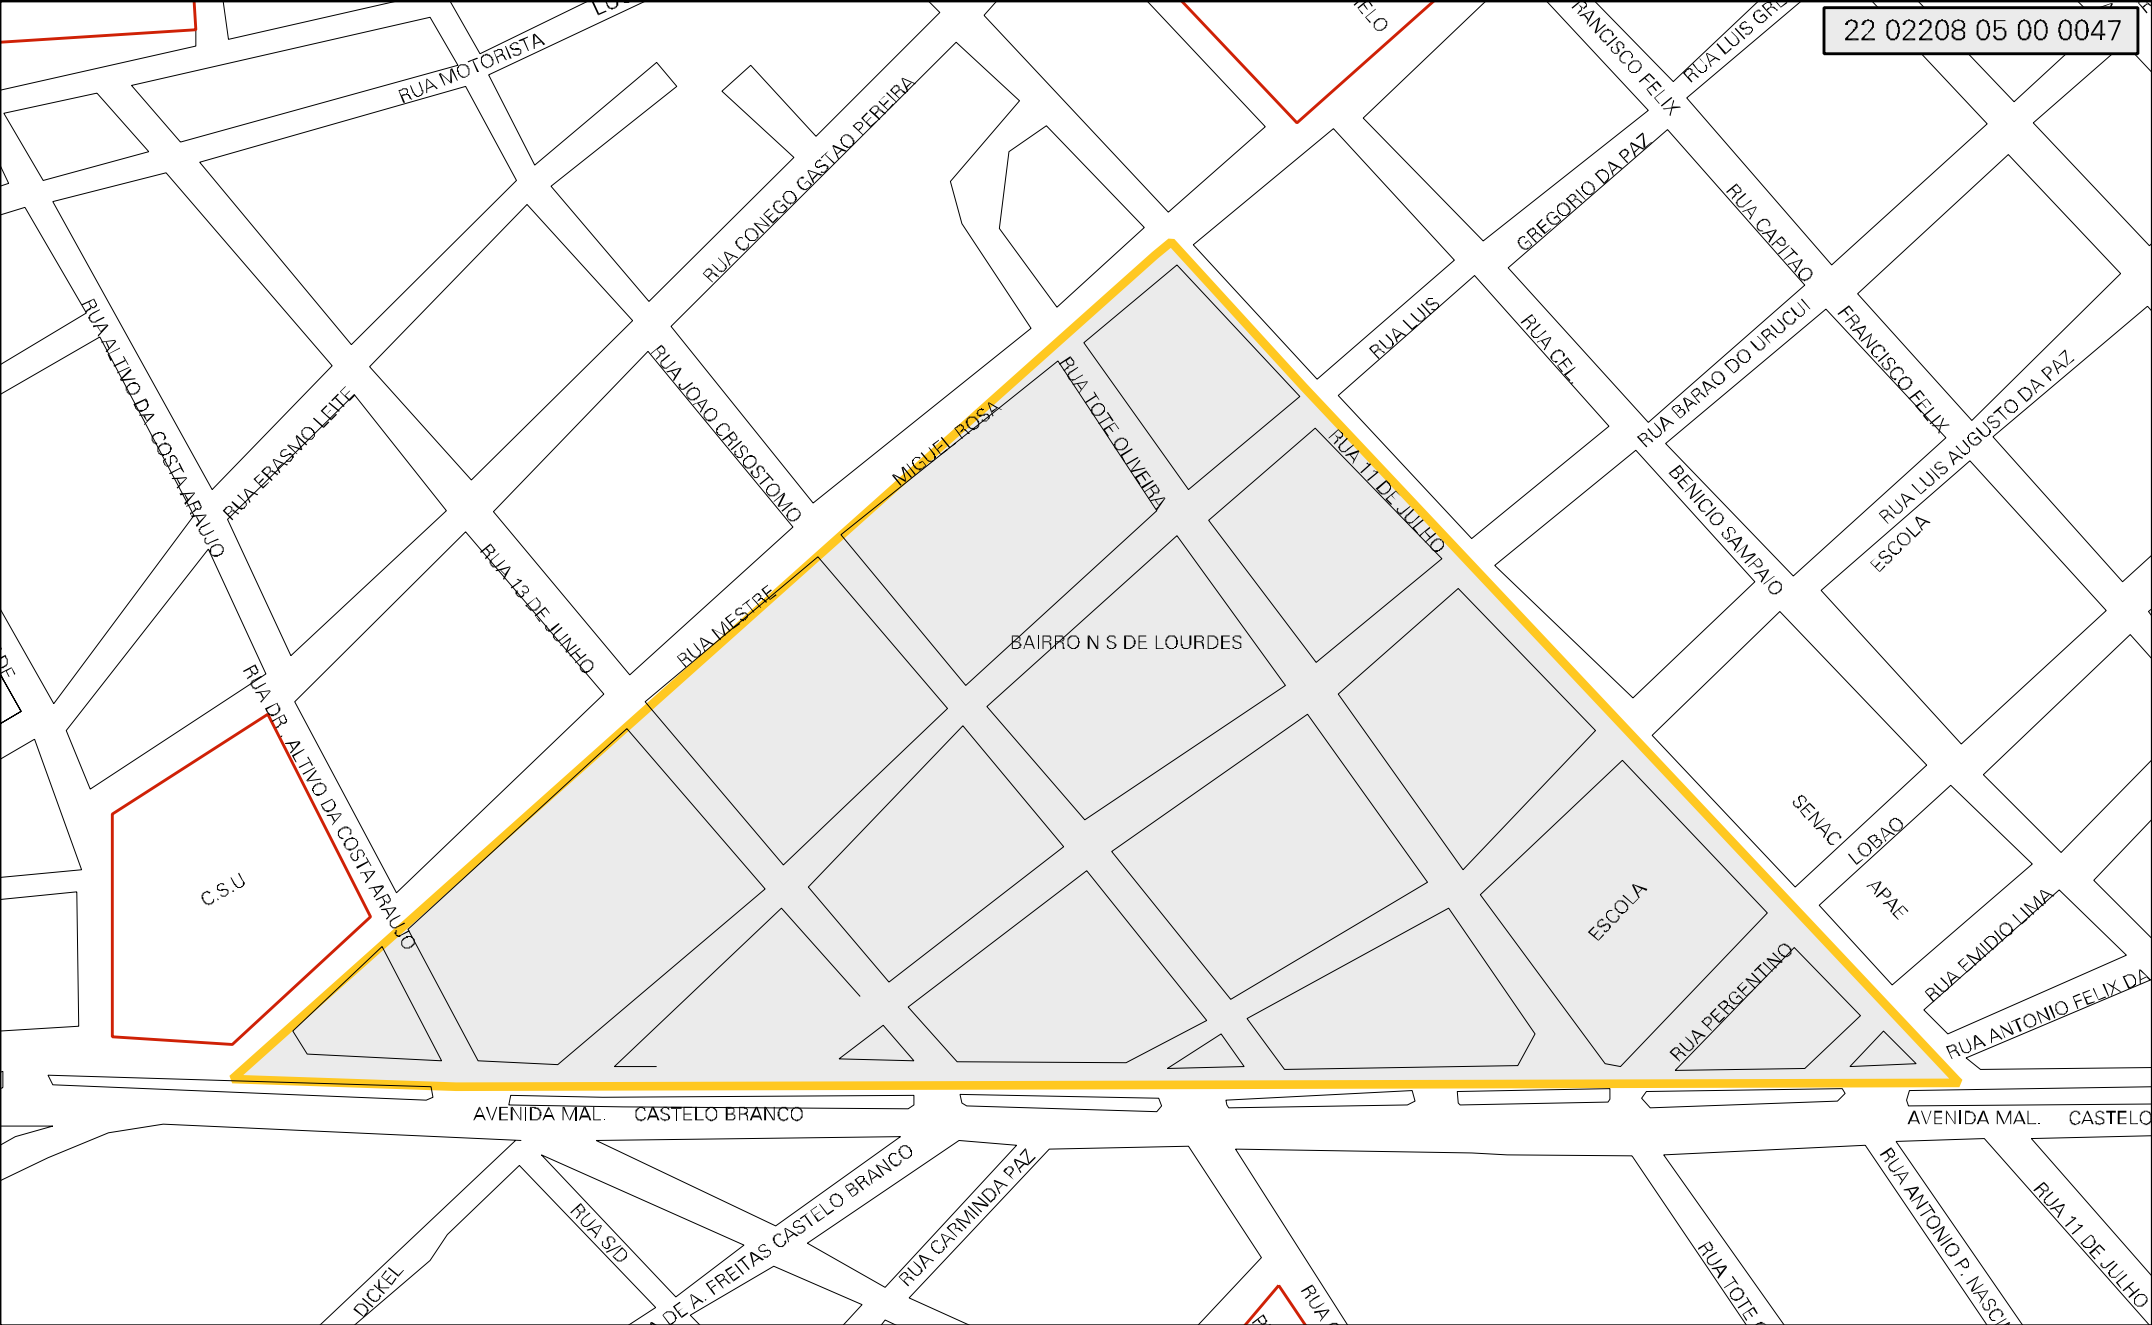 22 02208 05 00 0047
RUA MOTORISTA
FRANCISCO FELIX
RUA LUIS
RUA CONEGO GASTAO PEREIRA
GREGORIO DA PAZ
RUA CAPITAO
RUA ALTIVO DA COSTA ARAUJO
RUA ERASMO LEITE
RUA JOAO CRISOSTOMO
MIGUEL ROSA
RUA TOTE OLIVEIRA
RUA LUIS
RUA CEL.
RUA BARAO DO URUCUI
FRANCISCO FELIX
RUA LUIS AUGUSTO DA PAZ
RUA 11 DE JULHO
BENICIO SAMPAIO
ESCOLA
RUA 13 DE JUNHO
RUA MESTRE
BAIRRO N S DE LOURDES
DE
RUA DR. ALTIVO DA COSTA ARAUJO
C.S.U
SENAC
LOBAO
APAE
ESCOLA
RUA PERGENTINO
RUA EMIDIO LIMA
RUA ANTONIO FELIX DA
AVENIDA MAL. CASTELO BRANCO
AVENIDA MAL. CASTELO
DICKEL
RUA S/D
DE A. FREITAS CASTELO BRANCO
RUA CARMINDA PAZ
RUA
RUA TOTE
RUA ANTONIO P. NASCI
RUA 11 DE JULHO